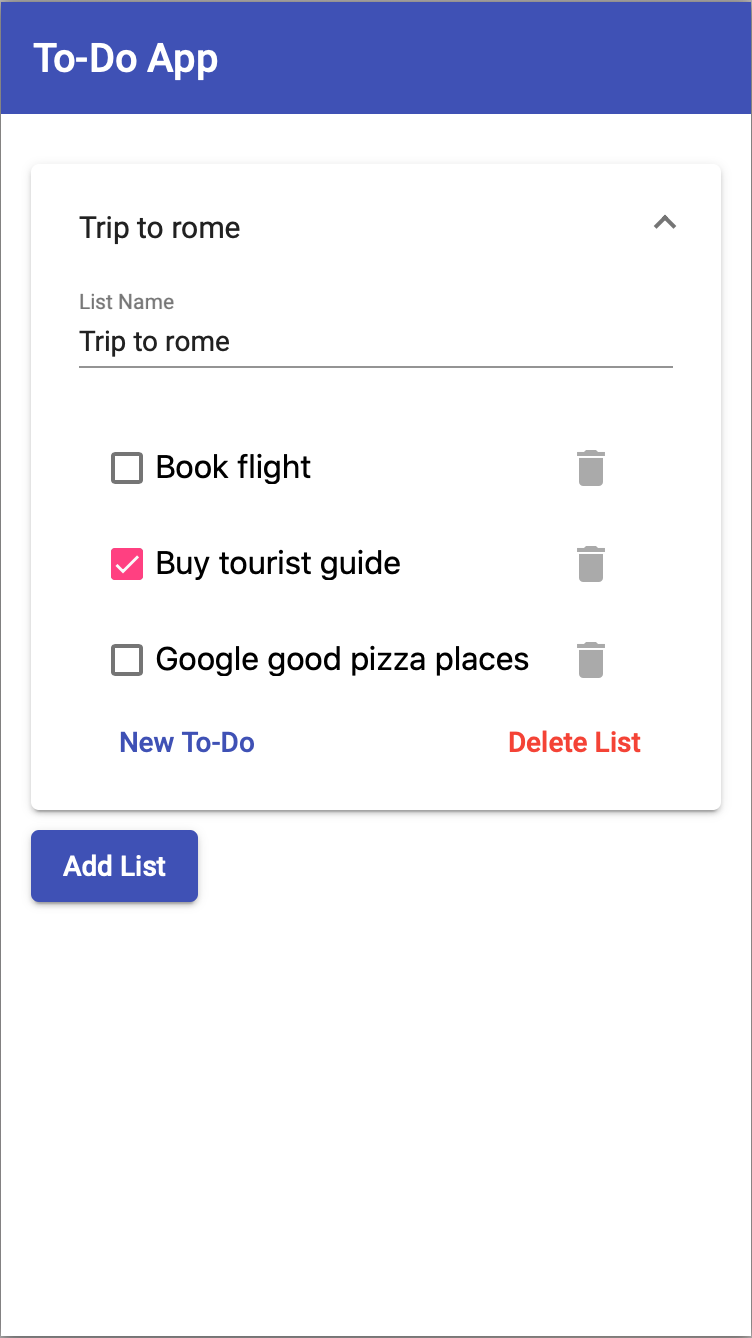 To-Do App
Trip to rome
List Name
Trip to rome
Book flight
Buy tourist guide
Google good pizza places
New To-Do Delete List
Add List